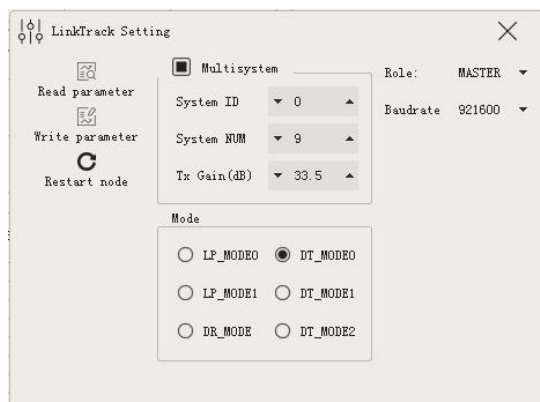 LinkTrack Setting
Read parameter
Write parameter
Restart node
Multisystem
System ID 0
System NUM 9
Tx Gain(dB) 33.5
Role: MASTER
Baudrate 921600
Mode
LP_MODE0 DT_MODE0
LP_MODE1 DT_MODE1
DR_MODE DT_MODE2